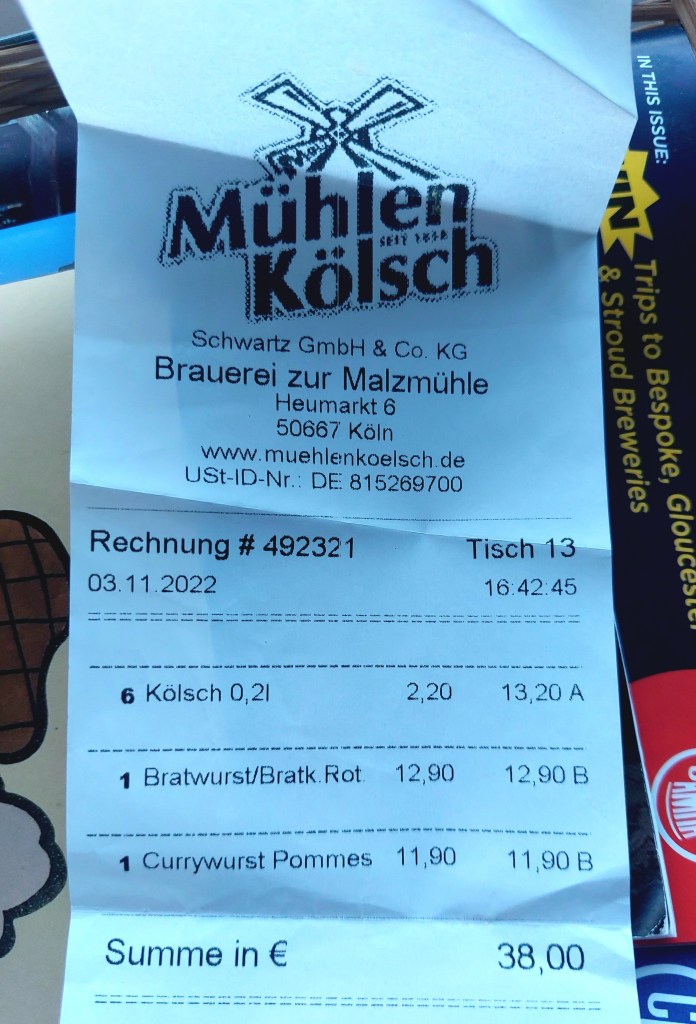 Mühlen
SEIT 1858
Kölsch
Schwartz GmbH & Co. KG
Brauerei zur Malzmühle
Heumarkt 6
50667 Köln
www.muehlenkoelsch.de
USt-ID-Nr.: DE 815269700
Rechnung # 492321 Tisch 13
03.11.2022 16:42:45
6 Kölsch 0,2l 2,20 13,20 A
1 Bratwurst/Bratk.Rot. 12,90 12,90 B
1 Currywurst Pommes 11,90 11,90 B
Summe in € 38,00
IN THIS ISSUE:
WIN
Trips to Bespoke, Gloucester
& Stroud Breweries